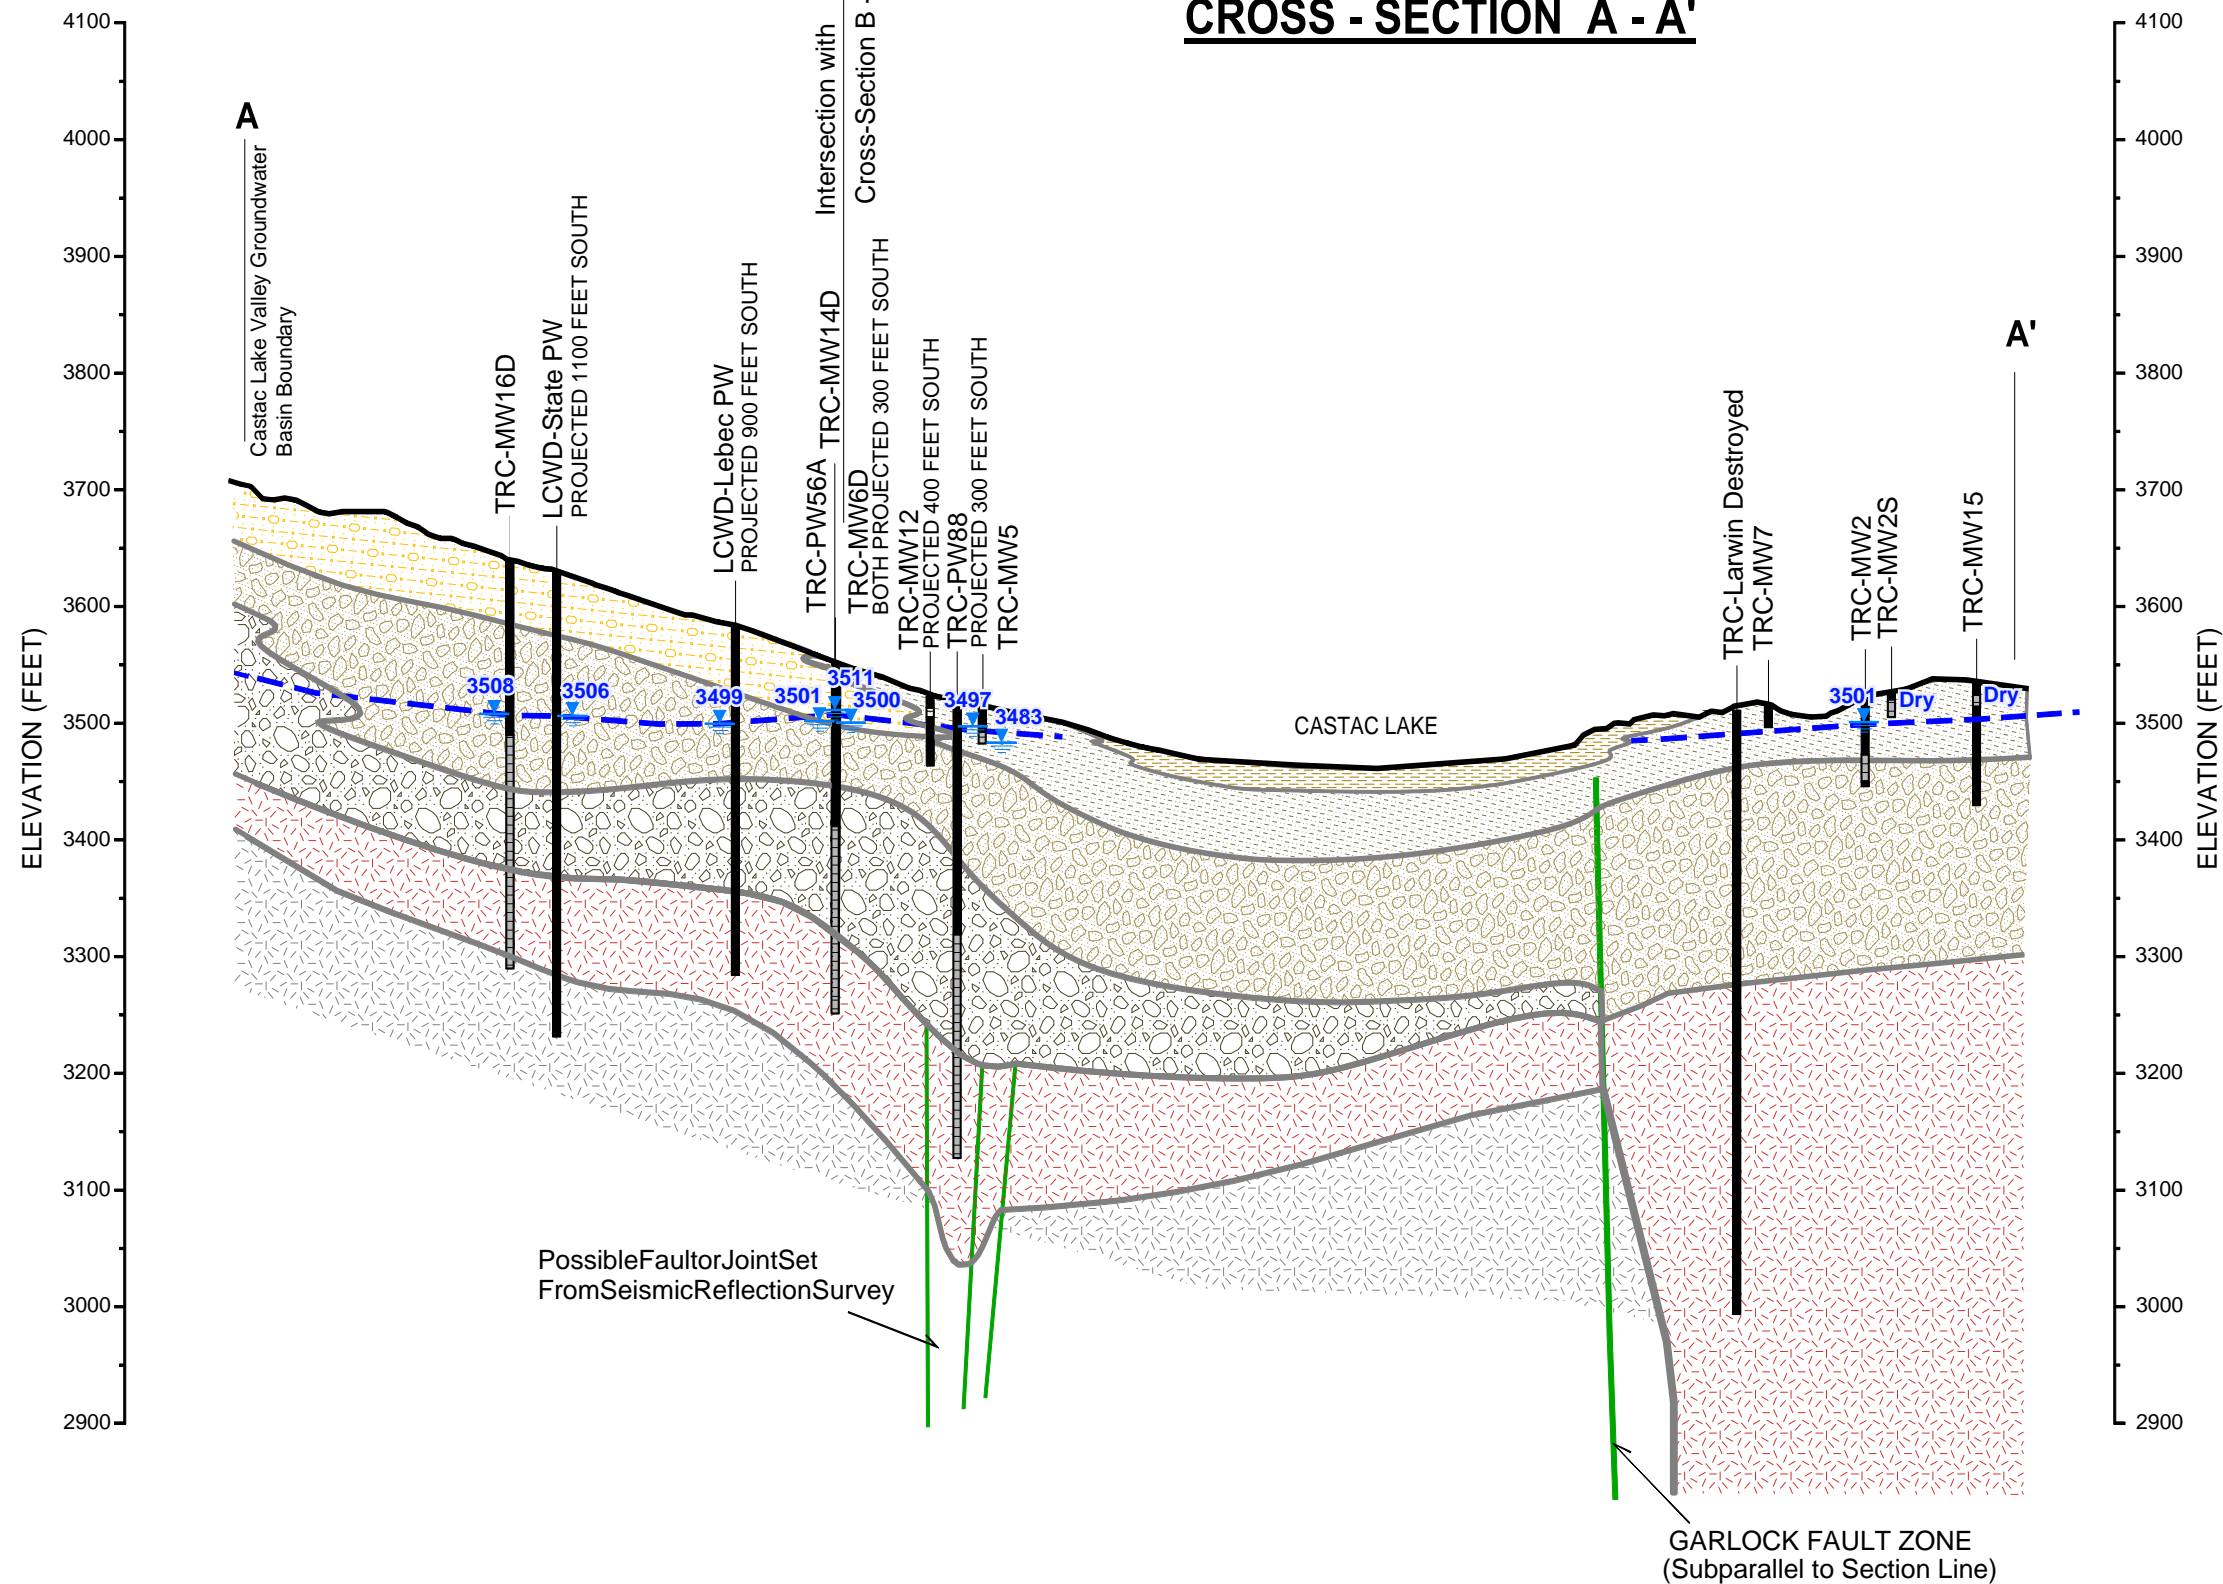 CROSS - SECTION A - A'
4100
4000
3900
3800
3700
3600
3500
3400
3300
3200
3100
3000
2900
ELEVATION (FEET)
A
Castac Lake Valley Groundwater
Basin Boundary
TRC-MW16D
LCWD-State PW
PROJECTED 1100 FEET SOUTH
LCWD-Lebec PW
PROJECTED 900 FEET SOUTH
Intersection with
Cross-Section B -
TRC-PW56A
TRC-MW14D
TRC-MW6D
BOTH PROJECTED 300 FEET SOUTH
TRC-MW12
PROJECTED 400 FEET SOUTH
TRC-PW88
PROJECTED 300 FEET SOUTH
TRC-MW5
CASTAC LAKE
TRC-Larwin Destroyed
TRC-MW7
TRC-MW2
TRC-MW2S
TRC-MW15
A'
3508
3506
3499
3501
3511
3500
3497
3483
3501
Dry
Dry
PossibleFaultorJointSet
FromSeismicReflectionSurvey
GARLOCK FAULT ZONE
(Subparallel to Section Line)
4100
4000
3900
3800
3700
3600
3500
3400
3300
3200
3100
3000
2900
ELEVATION (FEET)